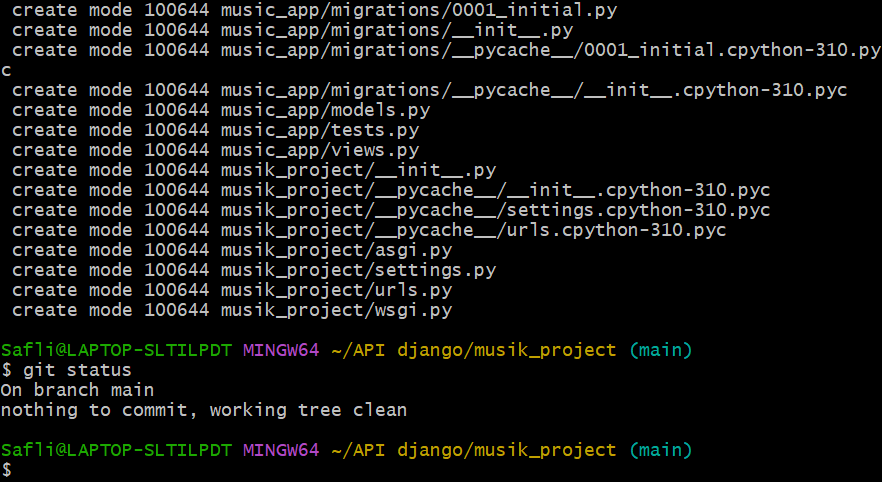 create mode 100644 music_app/migrations/0001_initial.py
create mode 100644 music_app/migrations/__init__.py
create mode 100644 music_app/migrations/__pycache__/0001_initial.cpython-310.py
c
create mode 100644 music_app/migrations/__pycache__/__init__.cpython-310.pyc
create mode 100644 music_app/models.py
create mode 100644 music_app/tests.py
create mode 100644 music_app/views.py
create mode 100644 musik_project/__init__.py
create mode 100644 musik_project/__pycache__/__init__.cpython-310.pyc
create mode 100644 musik_project/__pycache__/settings.cpython-310.pyc
create mode 100644 musik_project/__pycache__/urls.cpython-310.pyc
create mode 100644 musik_project/asgi.py
create mode 100644 musik_project/settings.py
create mode 100644 musik_project/urls.py
create mode 100644 musik_project/wsgi.py
Safli@LAPTOP-SLTILPDT MINGW64 ~/API django/musik_project (main)
$ git status
On branch main
nothing to commit, working tree clean
Safli@LAPTOP-SLTILPDT MINGW64 ~/API django/musik_project (main)
$